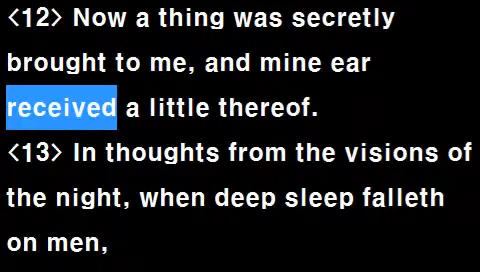 <12> Now a thing was secretly
brought to me, and mine ear
received a little thereof.
<13> In thoughts from the visions of
the night, when deep sleep falleth
on men,